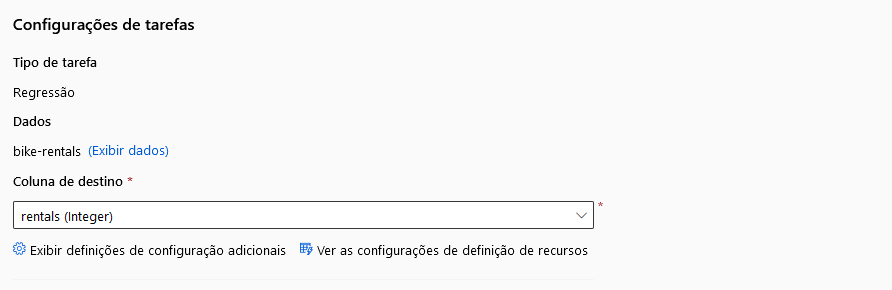 Configurações de tarefas
Tipo de tarefa
Regressão
Dados
bike-rentals (Exibir dados)
Coluna de destino *
rentals (Integer) *
Exibir definições de configuração adicionais Ver as configurações de definição de recursos